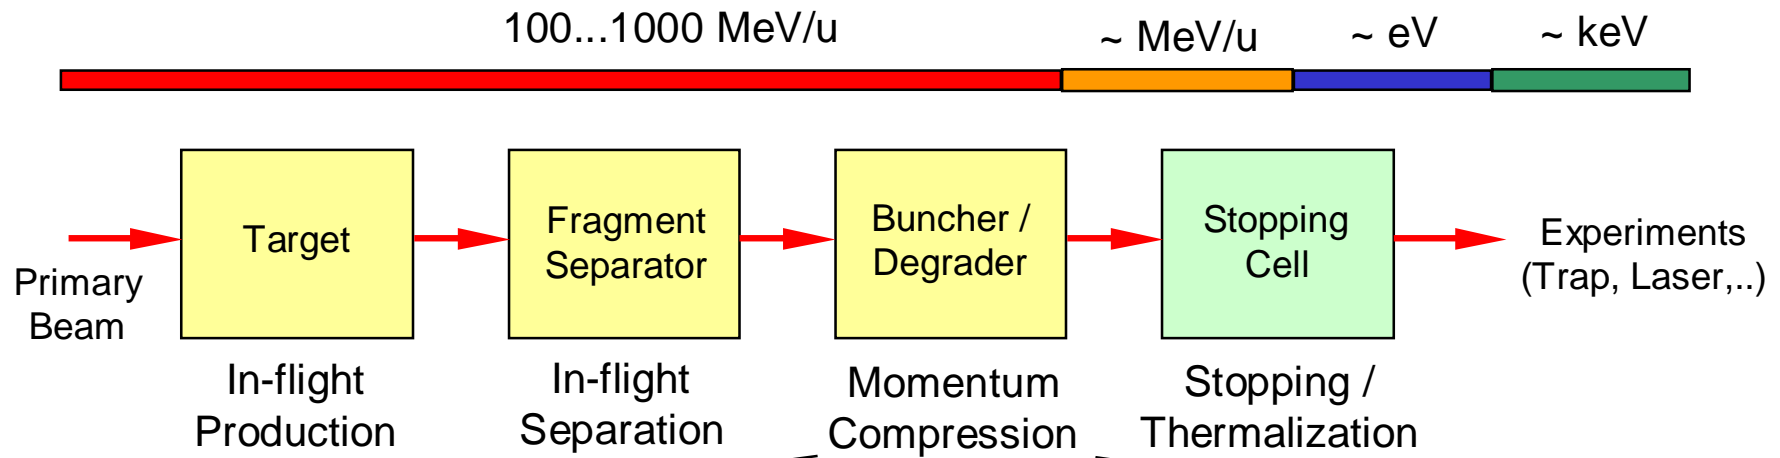 100...1000 MeV/u
~ MeV/u
~ eV
~ keV
Primary
Beam
Target
Fragment
Separator
Buncher /
Degrader
Stopping
Cell
Experiments
(Trap, Laser,..)
In-flight
Production
In-flight
Separation
Momentum
Compression
Stopping /
Thermalization